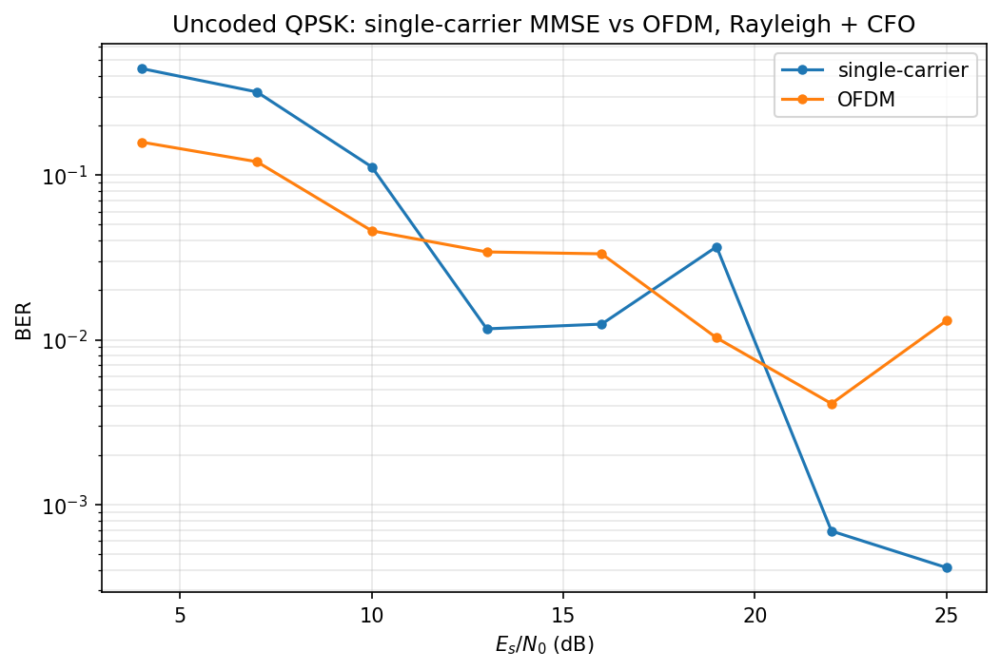 Uncoded QPSK: single-carrier MMSE vs OFDM, Rayleigh + CFO
single-carrier
OFDM
10⁻¹
10⁻²
10⁻³
BER
5 10 15 20 25
Eₛ/N₀ (dB)